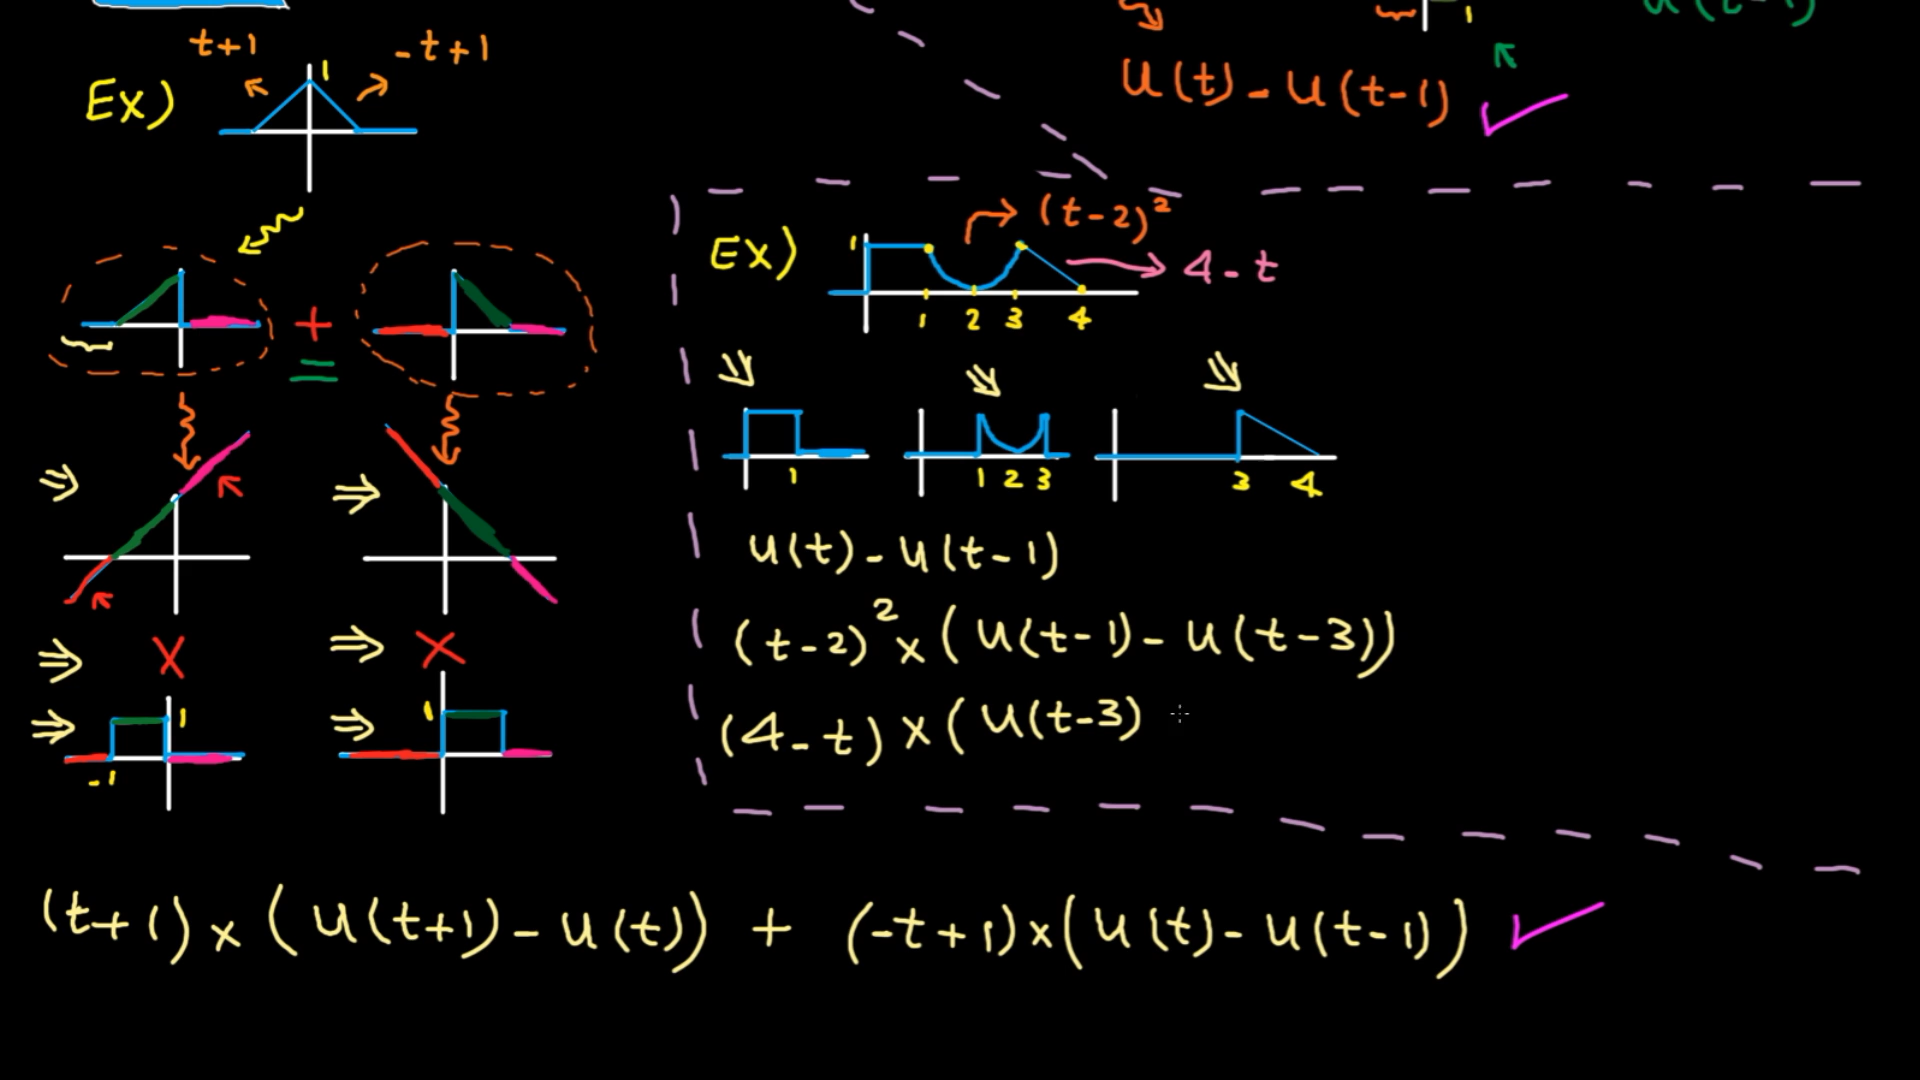 t+1
-t+1
1
Ex)
1
u(t) - u(t-1)
Ex)
1
(t-2)²
4-t
1 2 3 4
+
=
1
1 2 3
3 4
u(t) - u(t-1)
(t-2)² × (u(t-1) - u(t-3))
(4-t) × (u(t-3)
X
X
1
-1
1
(t+1) × (u(t+1) - u(t)) + (-t+1) × (u(t) - u(t-1))